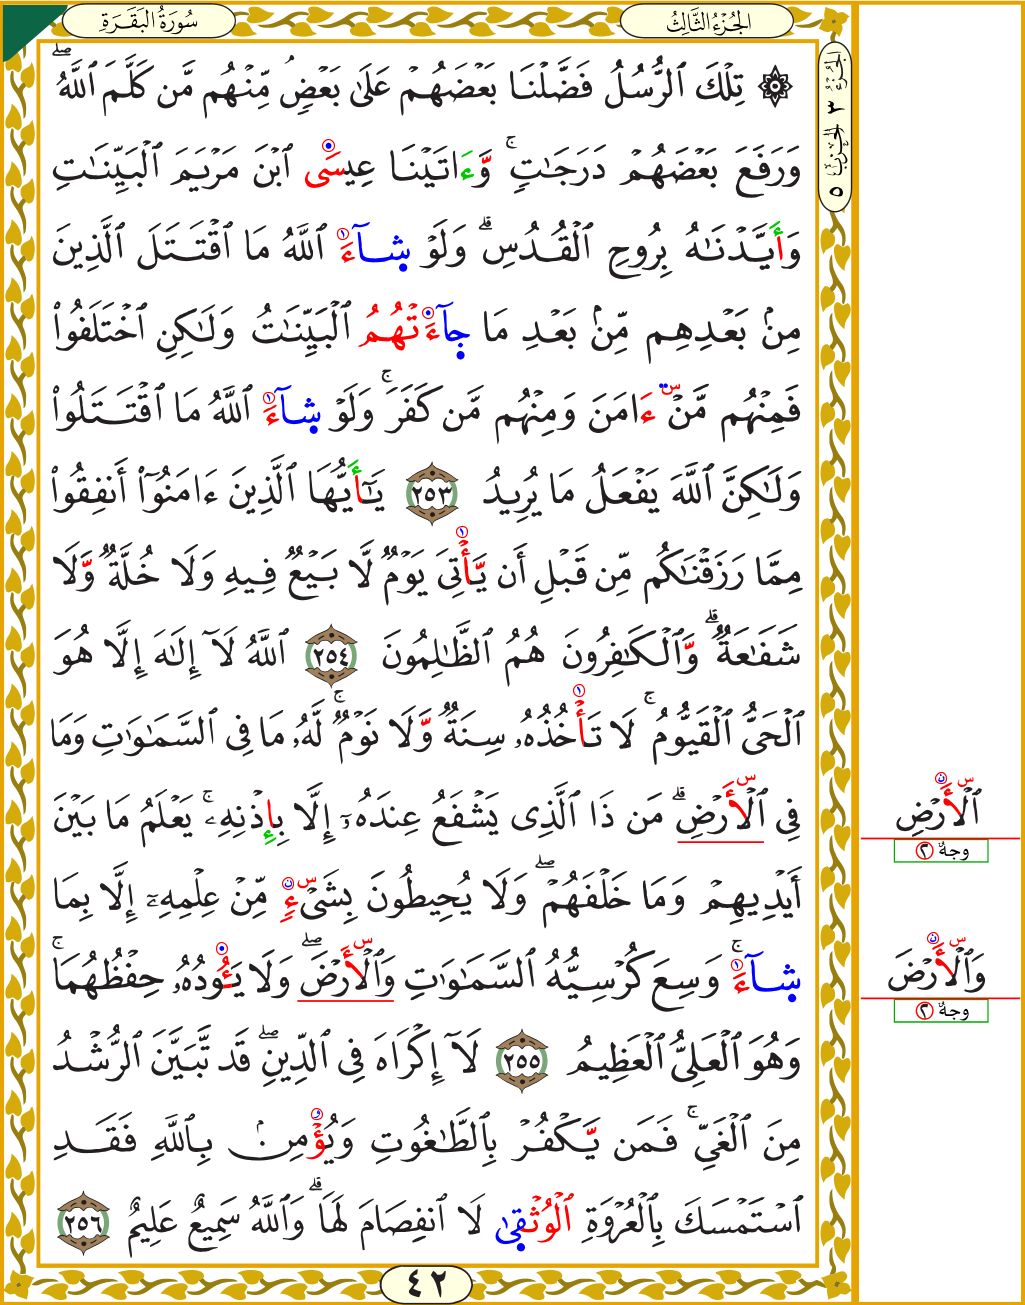 سُورَةُ البَقَرَةِ
الجُزْءُ الثَّالِثُ
الجُزْءُ ٣ الحِزْبُ ٥
۞ تِلْكَ ٱلرُّسُلُ فَضَّلْنَا بَعْضَهُمْ عَلَىٰ بَعْضٍۘ مِّنْهُم مَّن كَلَّمَ ٱللَّهُۖ
وَرَفَعَ بَعْضَهُمْ دَرَجَٰتٍۚ وَّءَاتَيْنَا عِيسَى ٱبْنَ مَرْيَمَ ٱلْبَيِّنَٰتِ
وَأَيَّدْنَٰهُ بِرُوحِ ٱلْقُدُسِۗ وَلَوْ شَآءَ ٱللَّهُ مَا ٱقْتَتَلَ ٱلَّذِينَ
مِنۢ بَعْدِهِم مِّنۢ بَعْدِ مَا جَآءَتْهُمُ ٱلْبَيِّنَٰتُ وَلَٰكِنِ ٱخْتَلَفُوا۟
فَمِنْهُم مَّنْ ءَامَنَ وَمِنْهُم مَّن كَفَرَۚ وَلَوْ شَآءَ ٱللَّهُ مَا ٱقْتَتَلُوا۟
وَلَٰكِنَّ ٱللَّهَ يَفْعَلُ مَا يُرِيدُ ٢٥٣ يَٰٓأَيُّهَا ٱلَّذِينَ ءَامَنُوٓا۟ أَنفِقُوا۟
مِمَّا رَزَقْنَٰكُم مِّن قَبْلِ أَن يَّأْتِىَ يَوْمٌ لَّا بَيْعٌ فِيهِ وَلَا خُلَّةٌ وَّلَا
شَفَٰعَةٌۗ وَّٱلْكَٰفِرُونَ هُمُ ٱلظَّٰلِمُونَ ٢٥٤ ٱللَّهُ لَآ إِلَٰهَ إِلَّا هُوَ
ٱلْحَىُّ ٱلْقَيُّومُۚ لَا تَأْخُذُهُۥ سِنَةٌ وَّلَا نَوْمٌۚ لَّهُۥ مَا فِى ٱلسَّمَٰوَٰتِ وَمَا
فِى ٱلْأَرْضِۗ مَن ذَا ٱلَّذِى يَشْفَعُ عِندَهُۥٓ إِلَّا بِإِذْنِهِۦۚ يَعْلَمُ مَا بَيْنَ
أَيْدِيهِمْ وَمَا خَلْفَهُمْۖ وَلَا يُحِيطُونَ بِشَىْءٍ مِّنْ عِلْمِهِۦٓ إِلَّا بِمَا
شَآءَۚ وَسِعَ كُرْسِيُّهُ ٱلسَّمَٰوَٰتِ وَٱلْأَرْضَۖ وَلَا يَـُٔودُهُۥ حِفْظُهُمَاۚ
وَهُوَ ٱلْعَلِىُّ ٱلْعَظِيمُ ٢٥٥ لَآ إِكْرَاهَ فِى ٱلدِّينِۖ قَد تَّبَيَّنَ ٱلرُّشْدُ
مِنَ ٱلْغَىِّۚ فَمَن يَّكْفُرْ بِٱلطَّٰغُوتِ وَيُؤْمِنۢ بِٱللَّهِ فَقَدِ
ٱسْتَمْسَكَ بِٱلْعُرْوَةِ ٱلْوُثْقَىٰ لَا ٱنفِصَامَ لَهَاۗ وَٱللَّهُ سَمِيعٌ عَلِيمٌ ٢٥٦
٤٢
ٱلْأَرْضِ
وجهٌ ٢
وَٱلْأَرْضَ
وجهٌ ٢